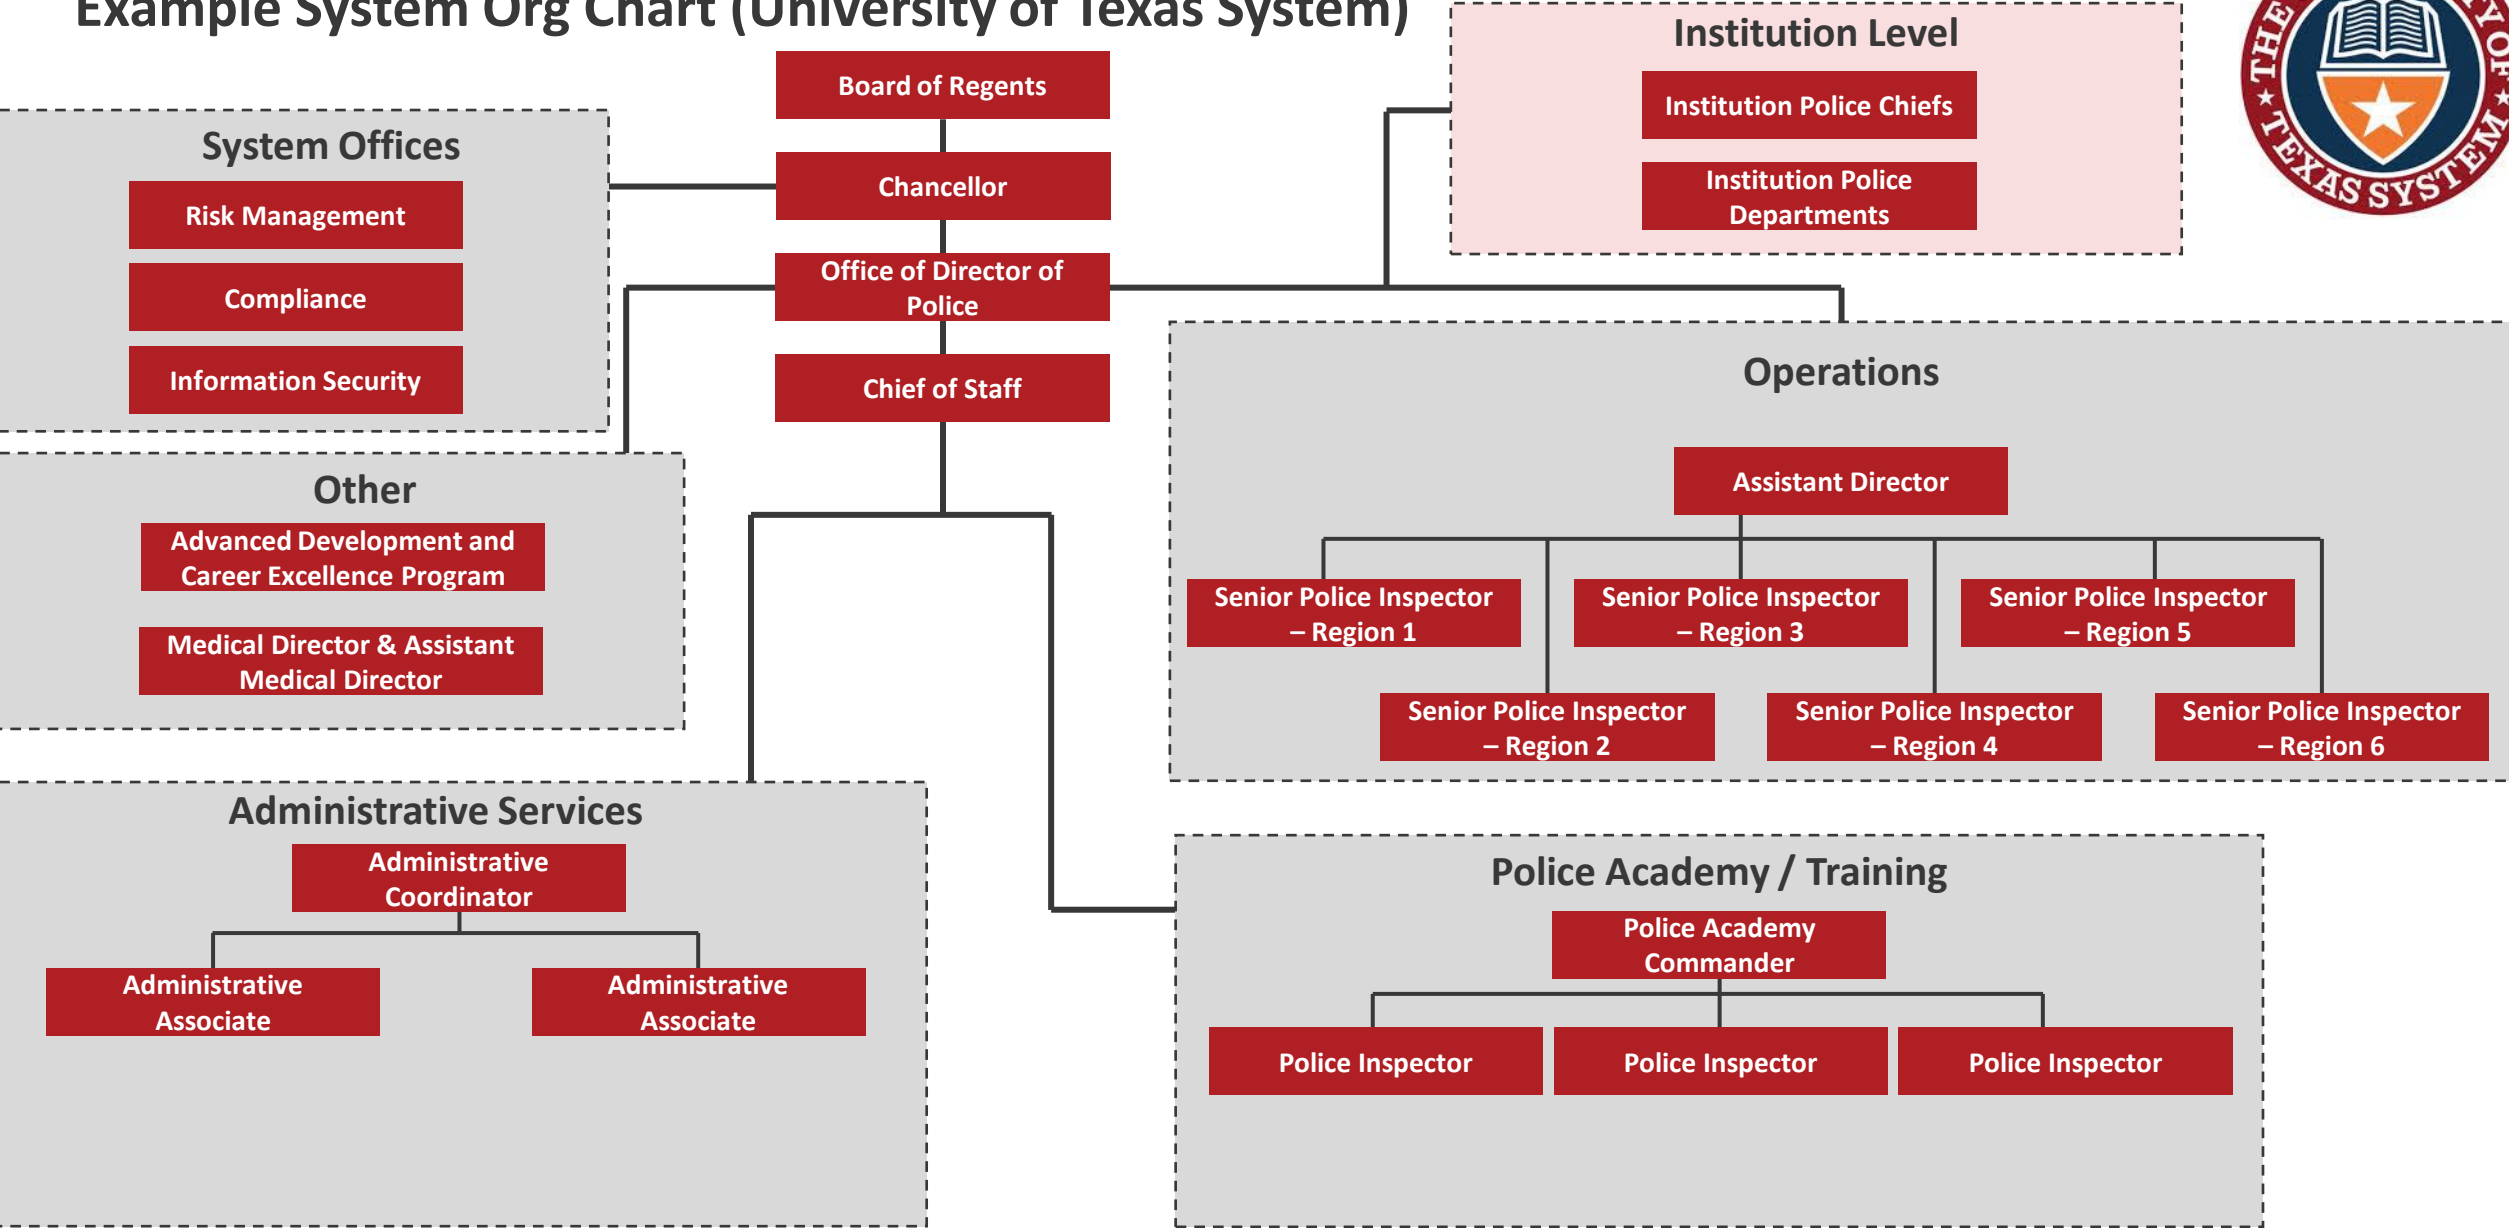 Example System Org Chart (University of Texas System)
Board of Regents
Chancellor
Office of Director of
Police
Chief of Staff
System Offices
Risk Management
Compliance
Information Security
Other
Advanced Development and
Career Excellence Program
Medical Director & Assistant
Medical Director
Institution Level
Institution Police Chiefs
Institution Police
Departments
THE
Y OF
TEXAS SYSTEM
Operations
Assistant Director
Senior Police Inspector
– Region 1
Senior Police Inspector
– Region 3
Senior Police Inspector
– Region 5
Senior Police Inspector
– Region 2
Senior Police Inspector
– Region 4
Senior Police Inspector
– Region 6
Administrative Services
Administrative
Coordinator
Administrative
Associate
Administrative
Associate
Police Academy / Training
Police Academy
Commander
Police Inspector
Police Inspector
Police Inspector